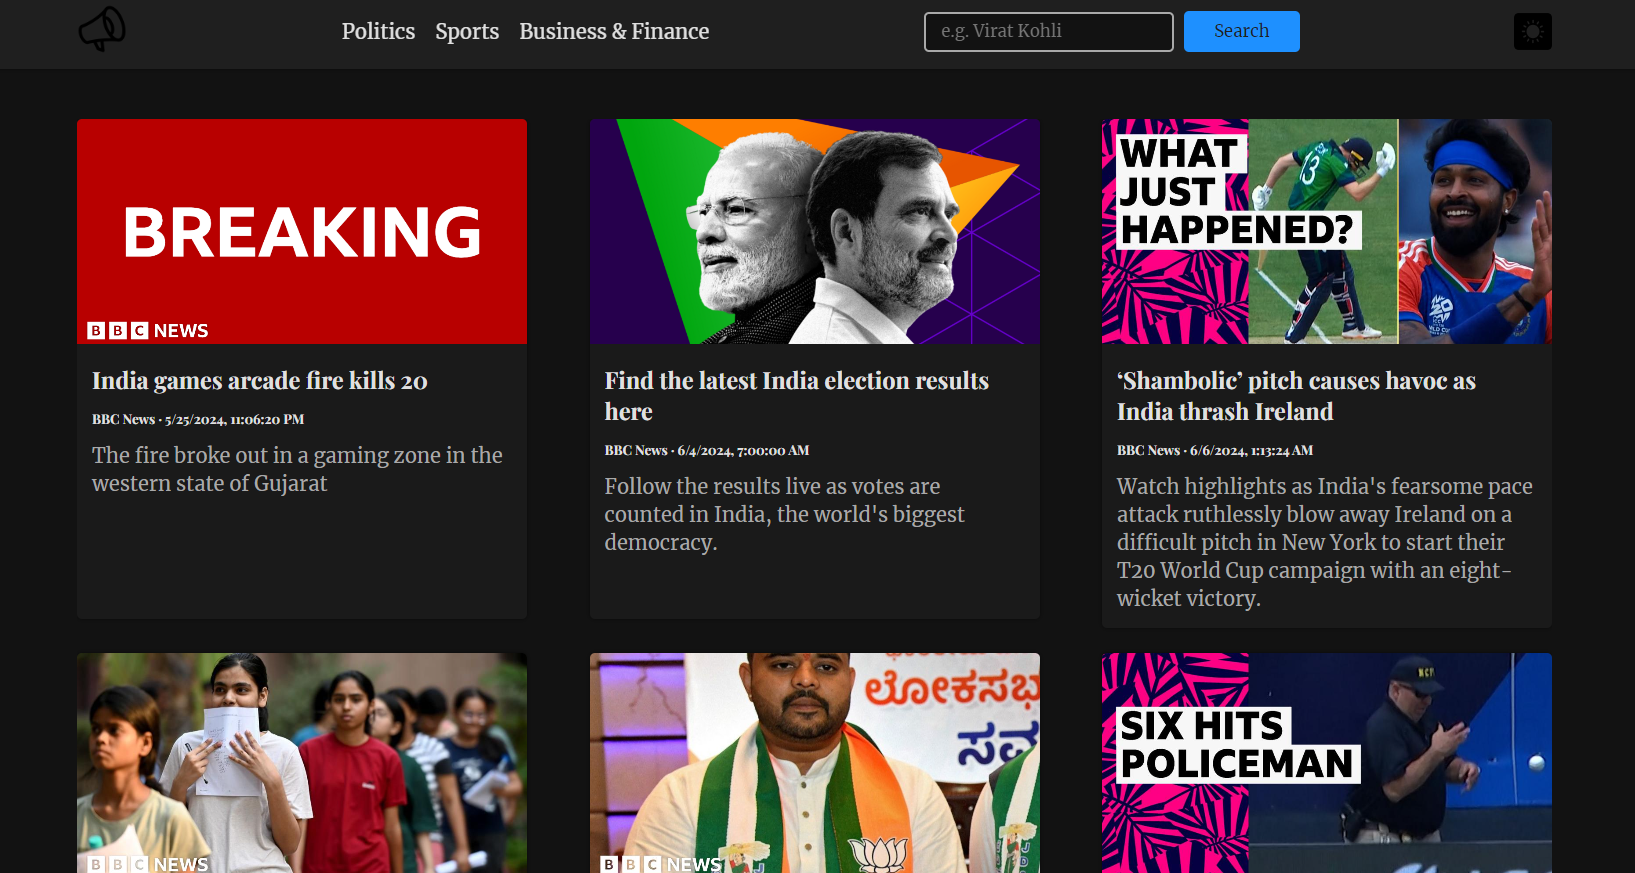 Politics Sports Business & Finance e.g. Virat Kohli Search
BREAKING
BBC NEWS
WHAT
JUST
HAPPENED?
13
India games arcade fire kills 20
BBC News · 5/25/2024, 11:06:20 PM
The fire broke out in a gaming zone in the
western state of Gujarat
Find the latest India election results
here
BBC News · 6/4/2024, 7:00:00 AM
Follow the results live as votes are
counted in India, the world's biggest
democracy.
‘Shambolic’ pitch causes havoc as
India thrash Ireland
BBC News · 6/6/2024, 1:13:24 AM
Watch highlights as India's fearsome pace
attack ruthlessly blow away Ireland on a
difficult pitch in New York to start their
T20 World Cup campaign with an eight-
wicket victory.
BBC NEWS
ಲೋಕಸಭ
ಸವ
BBC NEWS
SIX HITS
POLICEMAN